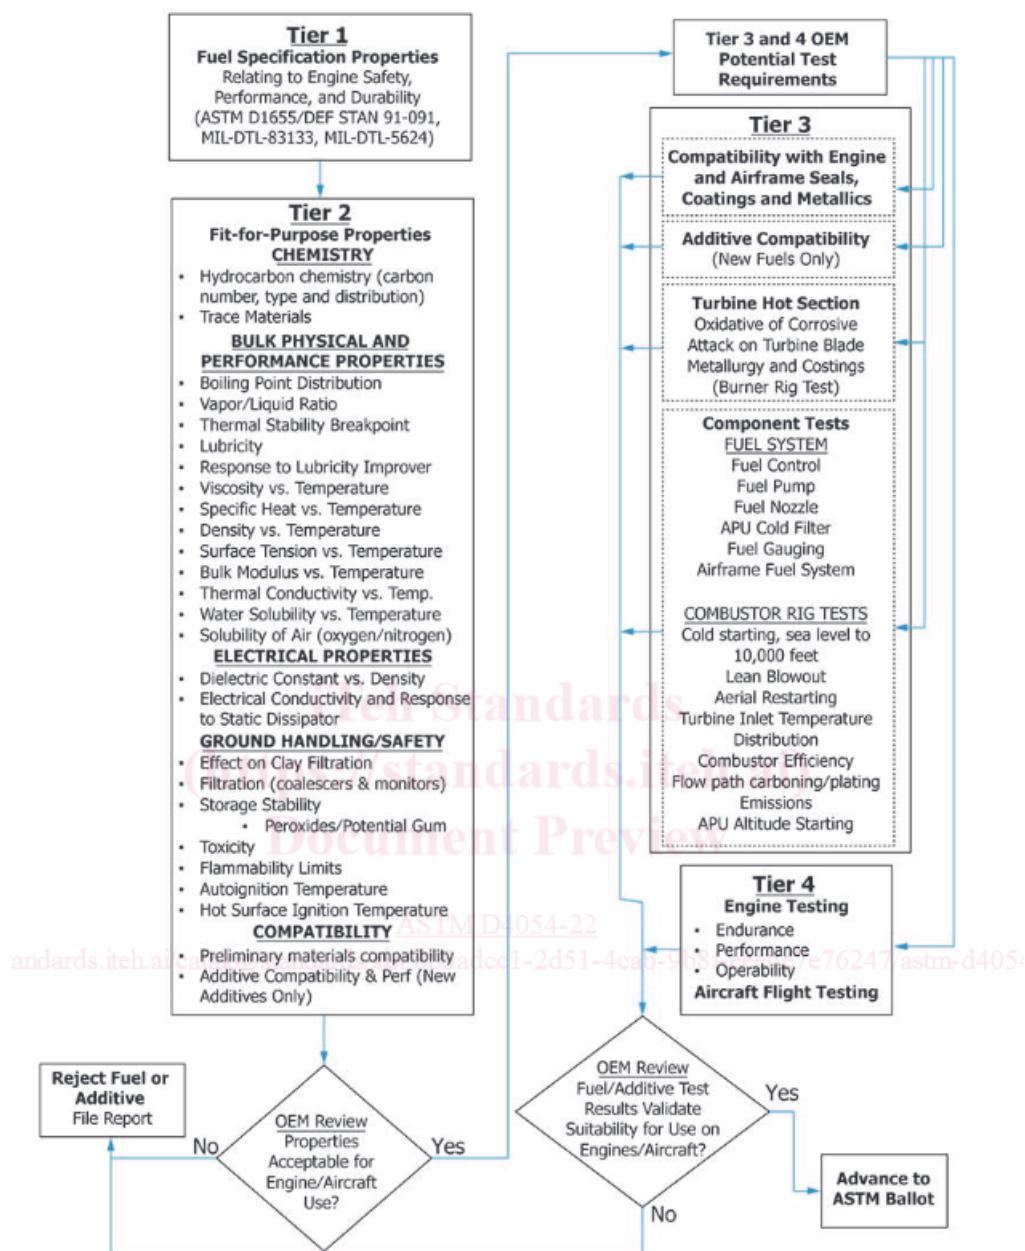 Tier 1
Fuel Specification Properties
Relating to Engine Safety,
Performance, and Durability
(ASTM D1655/DEF STAN 91-091,
MIL-DTL-83133, MIL-DTL-5624)
Tier 2
Fit-for-Purpose Properties
CHEMISTRY
• Hydrocarbon chemistry (carbon
number, type and distribution)
• Trace Materials
BULK PHYSICAL AND
PERFORMANCE PROPERTIES
• Boiling Point Distribution
• Vapor/Liquid Ratio
• Thermal Stability Breakpoint
• Lubricity
• Response to Lubricity Improver
• Viscosity vs. Temperature
• Specific Heat vs. Temperature
• Density vs. Temperature
• Surface Tension vs. Temperature
• Bulk Modulus vs. Temperature
• Thermal Conductivity vs. Temp.
• Water Solubility vs. Temperature
• Solubility of Air (oxygen/nitrogen)
ELECTRICAL PROPERTIES
• Dielectric Constant vs. Density
• Electrical Conductivity and Response
to Static Dissipator
GROUND HANDLING/SAFETY
• Effect on Clay Filtration
• Filtration (coalescers & monitors)
• Storage Stability
• Peroxides/Potential Gum
• Toxicity
• Flammability Limits
• Autoignition Temperature
• Hot Surface Ignition Temperature
COMPATIBILITY
• Preliminary materials compatibility
• Additive Compatibility & Perf (New
Additives Only)
OEM Review
Properties
Acceptable for
Engine/Aircraft
Use?
No
Yes
Reject Fuel or
Additive
File Report
Tier 3 and 4 OEM
Potential Test
Requirements
Tier 3
Compatibility with Engine
and Airframe Seals,
Coatings and Metallics
Additive Compatibility
(New Fuels Only)
Turbine Hot Section
Oxidative of Corrosive
Attack on Turbine Blade
Metallurgy and Costings
(Burner Rig Test)
Component Tests
FUEL SYSTEM
Fuel Control
Fuel Pump
Fuel Nozzle
APU Cold Filter
Fuel Gauging
Airframe Fuel System
COMBUSTOR RIG TESTS
Cold starting, sea level to
10,000 feet
Lean Blowout
Aerial Restarting
Turbine Inlet Temperature
Distribution
Combustor Efficiency
Flow path carboning/plating
Emissions
APU Altitude Starting
Tier 4
Engine Testing
• Endurance
• Performance
• Operability
Aircraft Flight Testing
OEM Review
Fuel/Additive Test
Results Validate
Suitability for Use on
Engines/Aircraft?
Yes
No
Advance to
ASTM Ballot
iTeh Standards
(https://standards.iteh.ai)
Document Preview
ASTM D4054-22